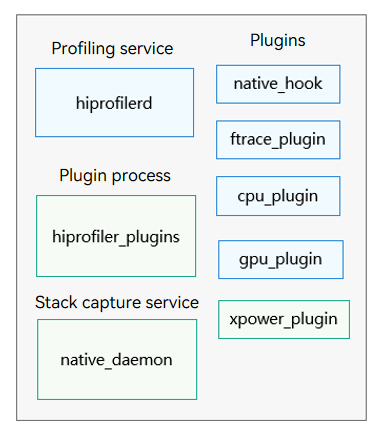 Profiling service
hiprofilerd
Plugin process
hiprofiler_plugins
Stack capture service
native_daemon
Plugins
native_hook
ftrace_plugin
cpu_plugin
gpu_plugin
xpower_plugin